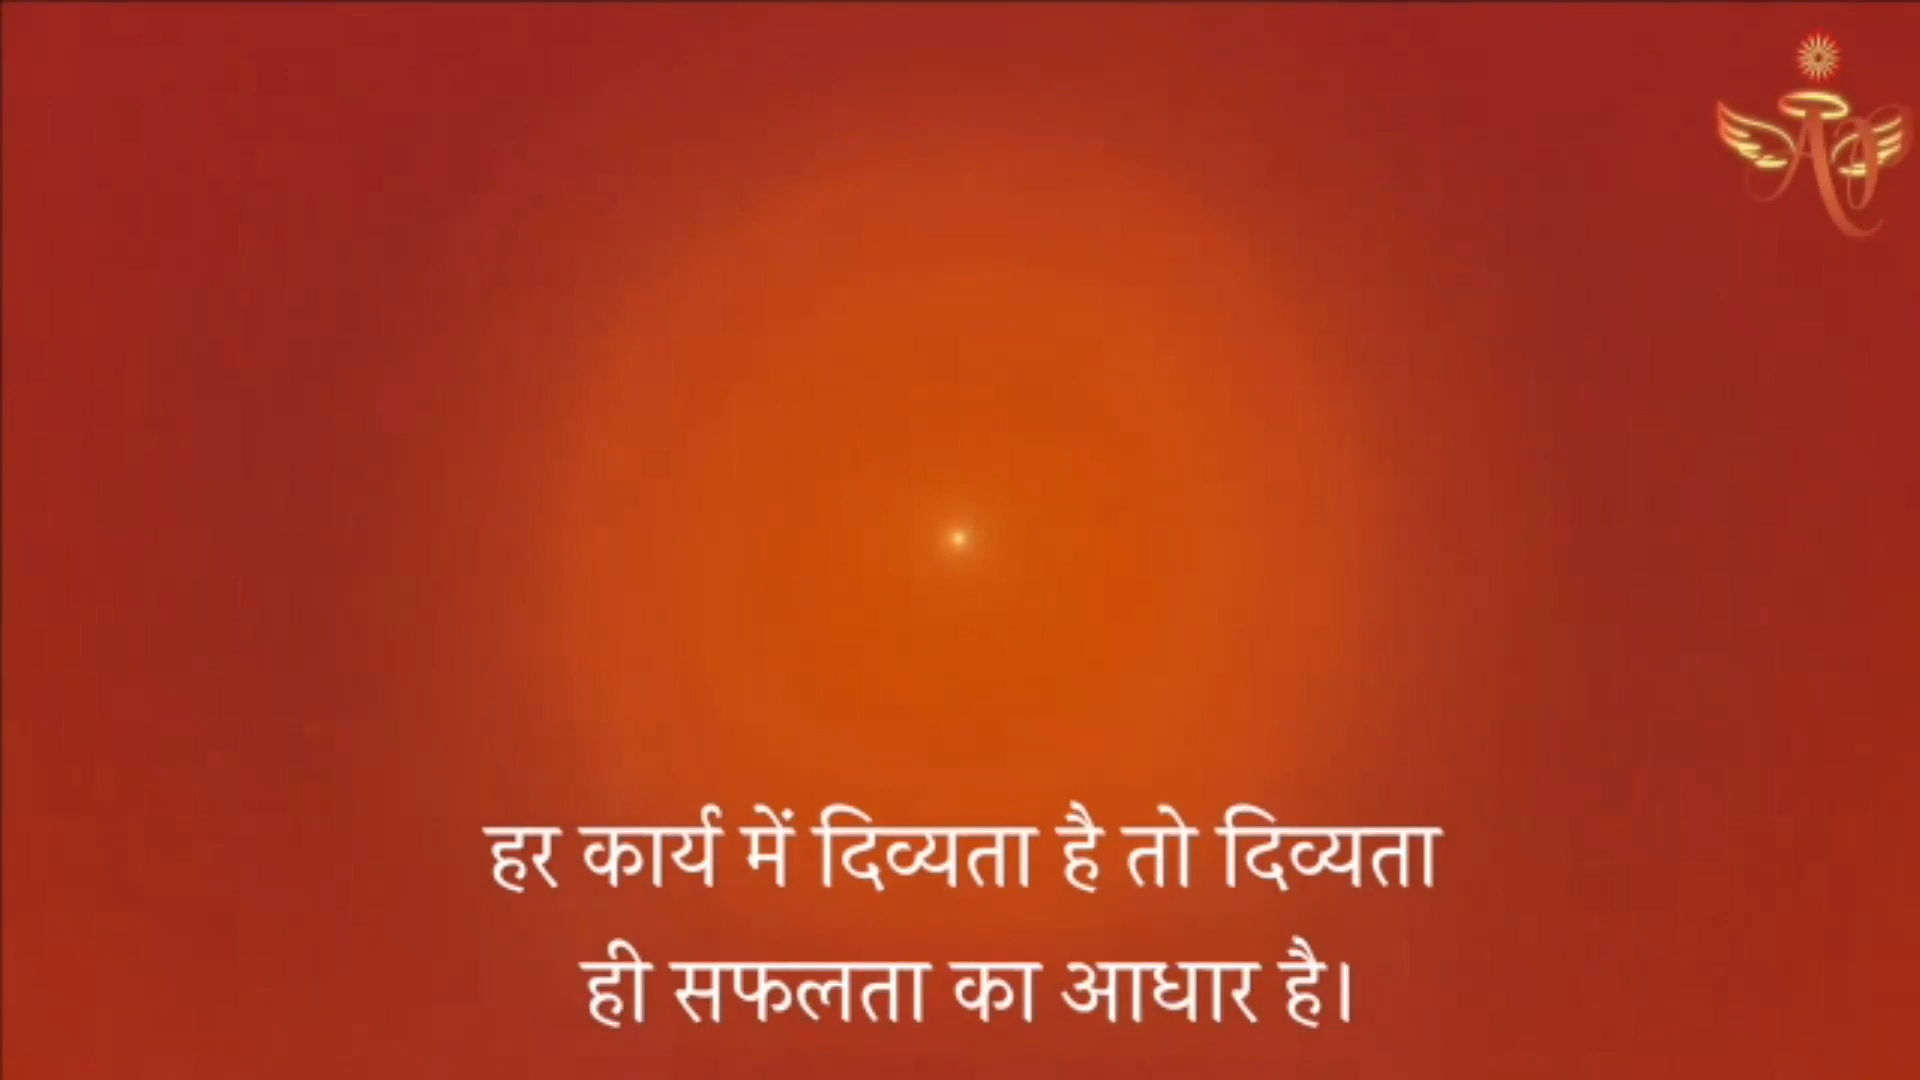 हर कार्य में दिव्यता है तो दिव्यता
ही सफलता का आधार है।